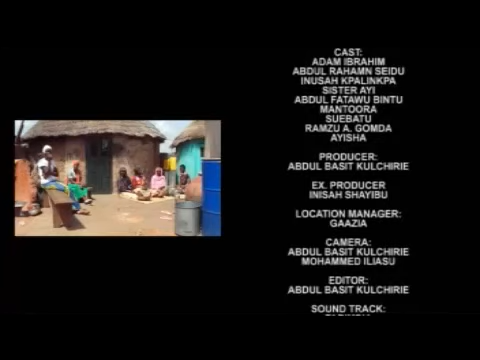 CAST:
ADAM IBRAHIM
ABDUL RAHAMN SEIDU
INUSAH KPALINKPA
SISTER AYI
ABDUL FATAWU BINTU
MANTOORA
SUEBATU
RAMZU A. GOMDA
AYISHA
PRODUCER:
ABDUL BASIT KULCHIRIE
EX. PRODUCER
INISAH SHAYIBU
LOCATION MANAGER:
GAAZIA
CAMERA:
ABDUL BASIT KULCHIRIE
MOHAMMED ILIASU
EDITOR:
ABDUL BASIT KULCHIRIE
SOUND TRACK: